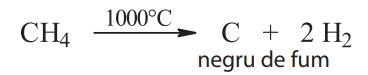 CH₄ 1000°C C + 2 H₂
negru de fum